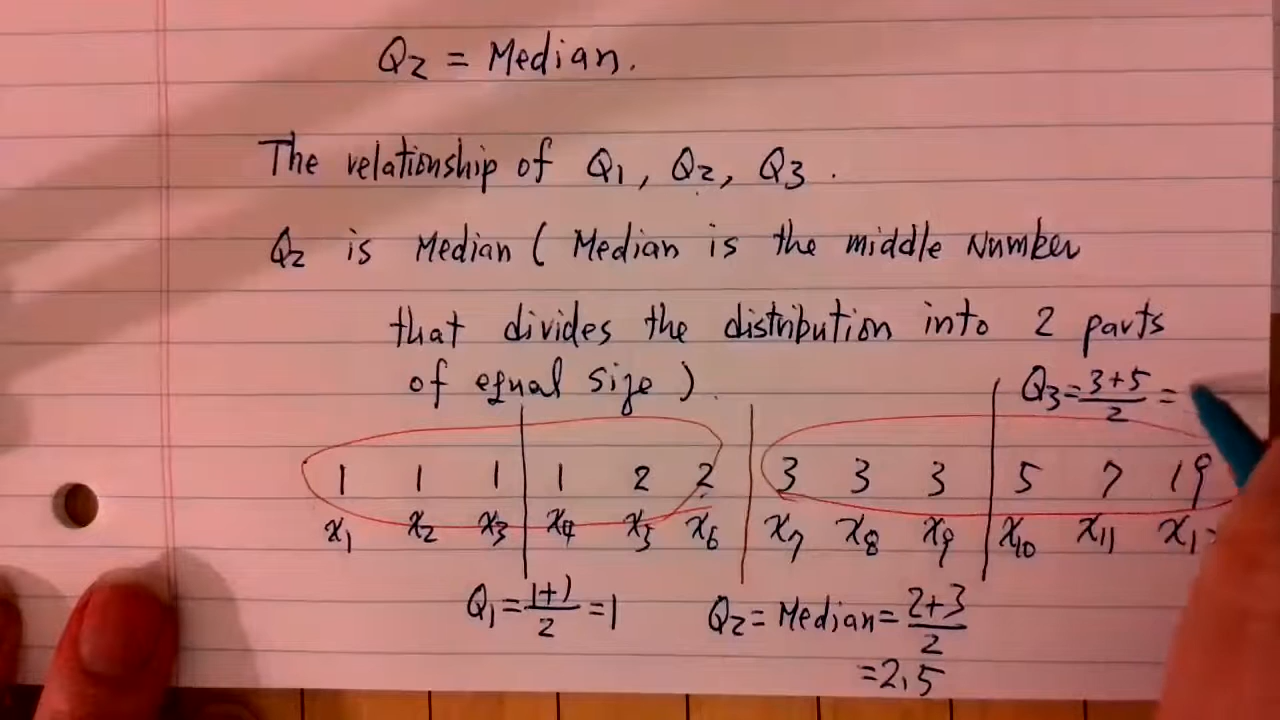 Q2 = Median.
The relationship of Q1, Q2, Q3.
Q2 is Median ( Median is the middle Number
that divides the distribution into 2 parts
of equal size ).
Q3 = 3+5/2 =
1 1 1 1 2 2 3 3 3 5 7 19
x1 x2 x3 x4 x5 x6 x7 x8 x9 x10 x11
Q1 = 1+1/2 = 1
Q2 = Median = 2+3/2
= 2.5